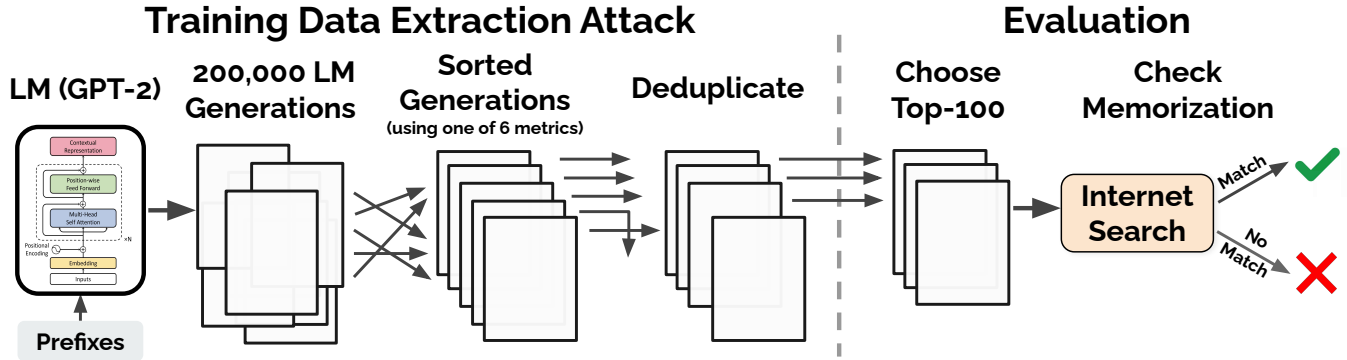 Training Data Extraction Attack
Evaluation
LM (GPT-2)
200,000 LM
Generations
Sorted
Generations
(using one of 6 metrics)
Deduplicate
Choose
Top-100
Check
Memorization
Contextual
Representation
Position-wise
Feed Forward
Multi-Head
Self Attention
×N
Positional
Encoding
Embedding
Inputs
Prefixes
Internet
Search
Match
No
Match